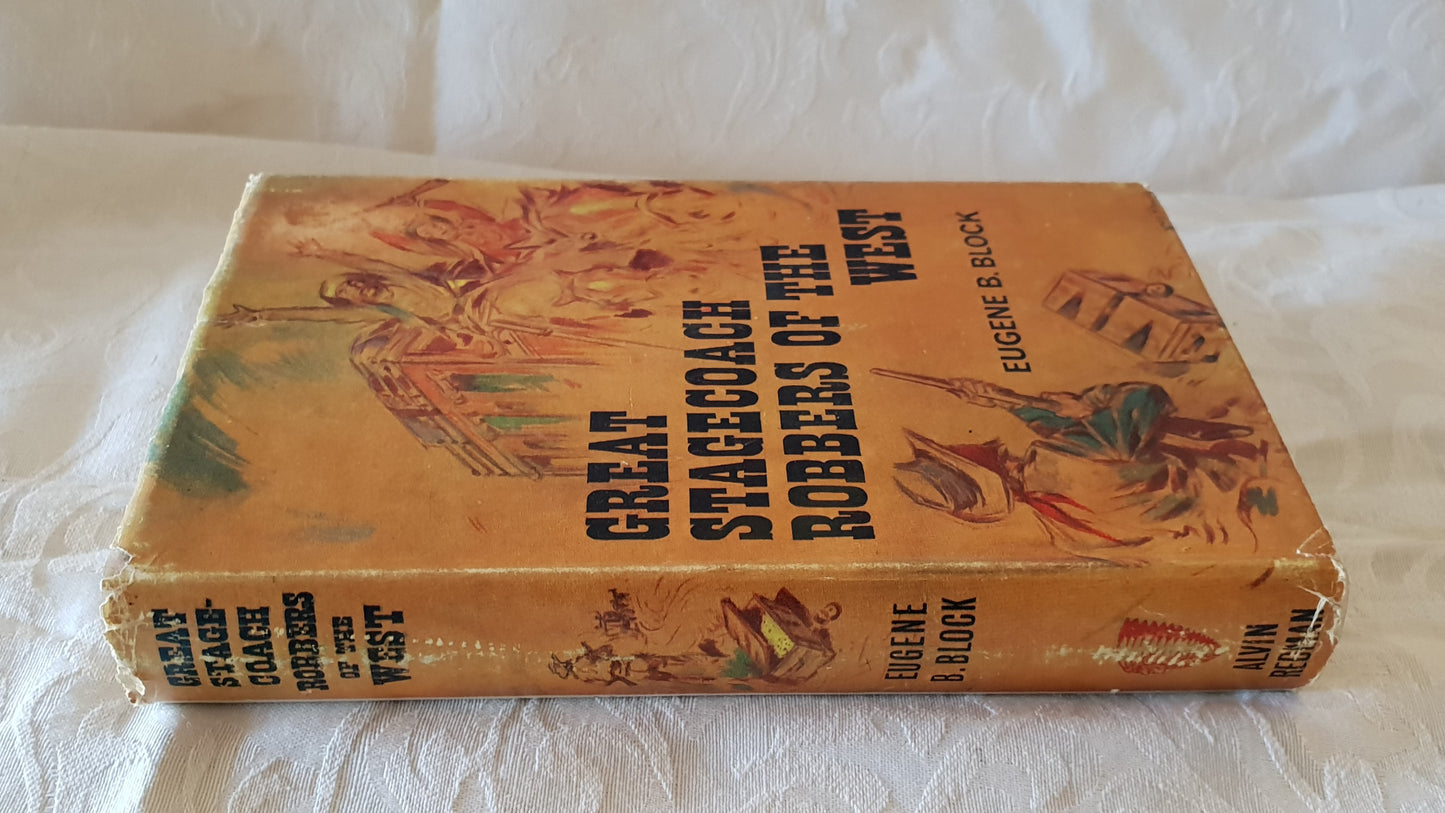 GREAT
STAGECOACH
ROBBERS OF THE
WEST
EUGENE B. BLOCK
GREAT
STAGE-
COACH
ROBBERS
OF THE
WEST
EUGENE
B. BLOCK
ALVIN
REDMAN